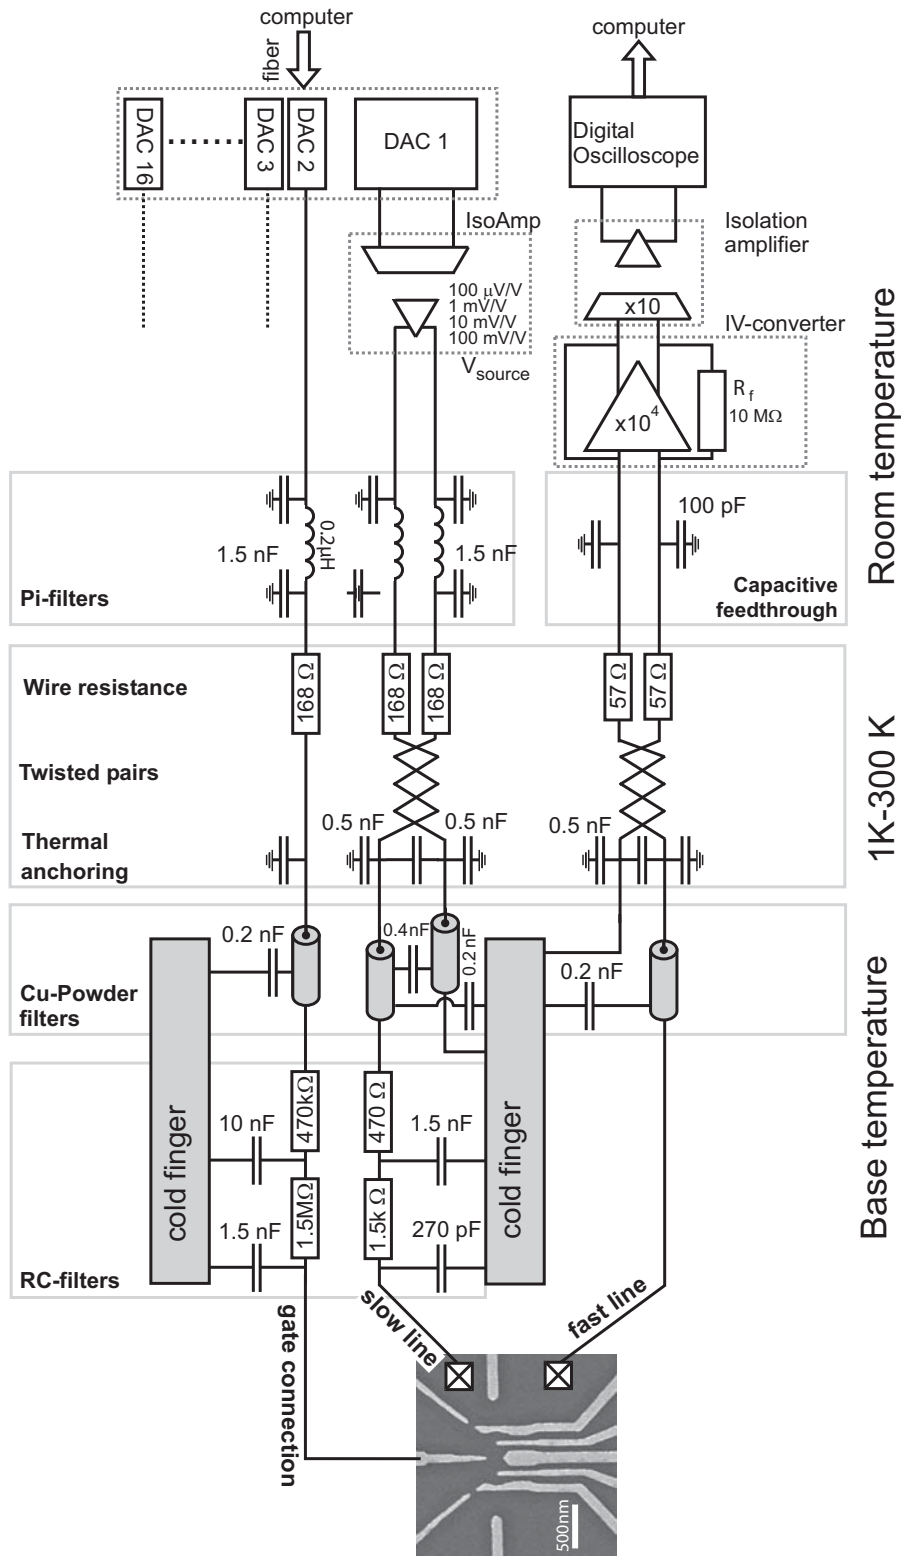 computer
fiber
computer
DAC 16
DAC 3
DAC 2
DAC 1
Digital
Oscilloscope
IsoAmp
Isolation
amplifier
100 µV/V
1 mV/V
10 mV/V
100 mV/V
Vsource
x10
IV-converter
x10⁴
Rf
10 MΩ
Room temperature
0.2µH
1.5 nF
1.5 nF
100 pF
Pi-filters
Capacitive
feedthrough
Wire resistance
168 Ω
168 Ω
168 Ω
57 Ω
57 Ω
Twisted pairs
1K-300 K
0.5 nF
0.5 nF
0.5 nF
Thermal
anchoring
0.2 nF
0.4nF
0.2 nF
0.2 nF
Cu-Powder
filters
Base temperature
cold finger
cold finger
470kΩ
470 Ω
10 nF
1.5 nF
1.5MΩ
1.5k Ω
1.5 nF
270 pF
RC-filters
gate connection
slow line
fast line
500nm